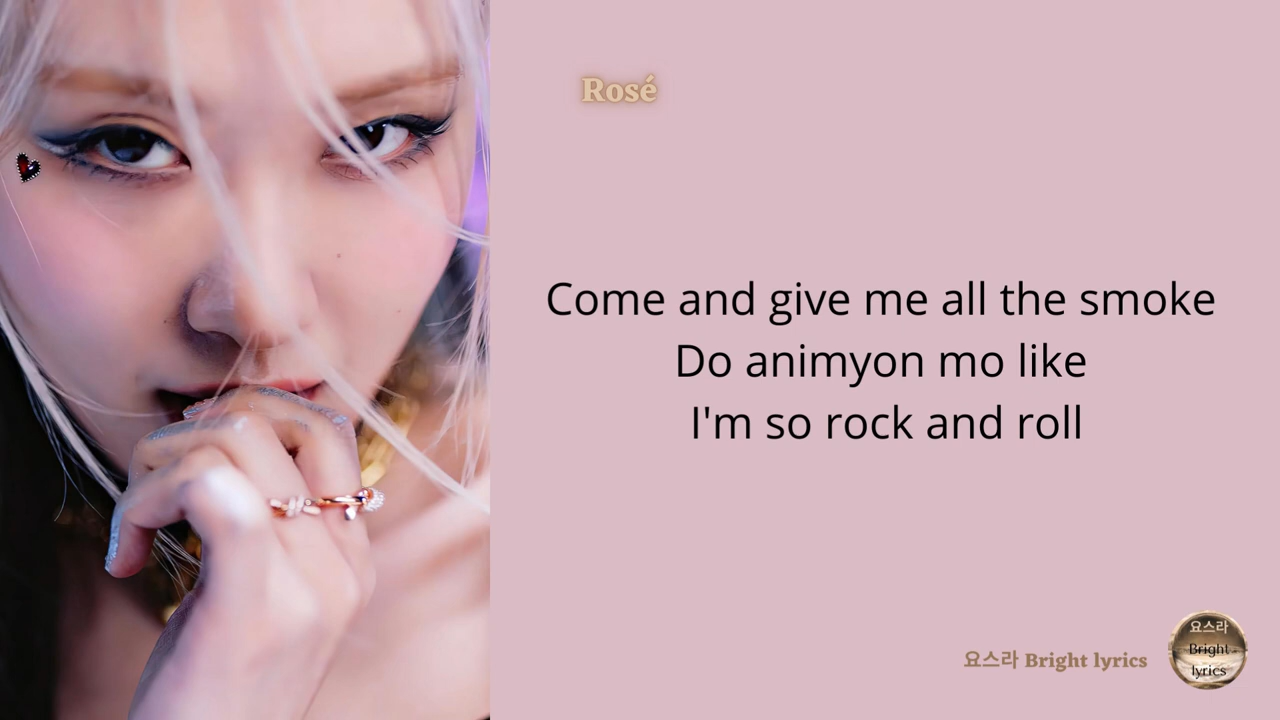 Rosé
Come and give me all the smoke
Do animyon mo like
I'm so rock and roll
요스라 Bright lyrics
요스라
Bright
lyrics